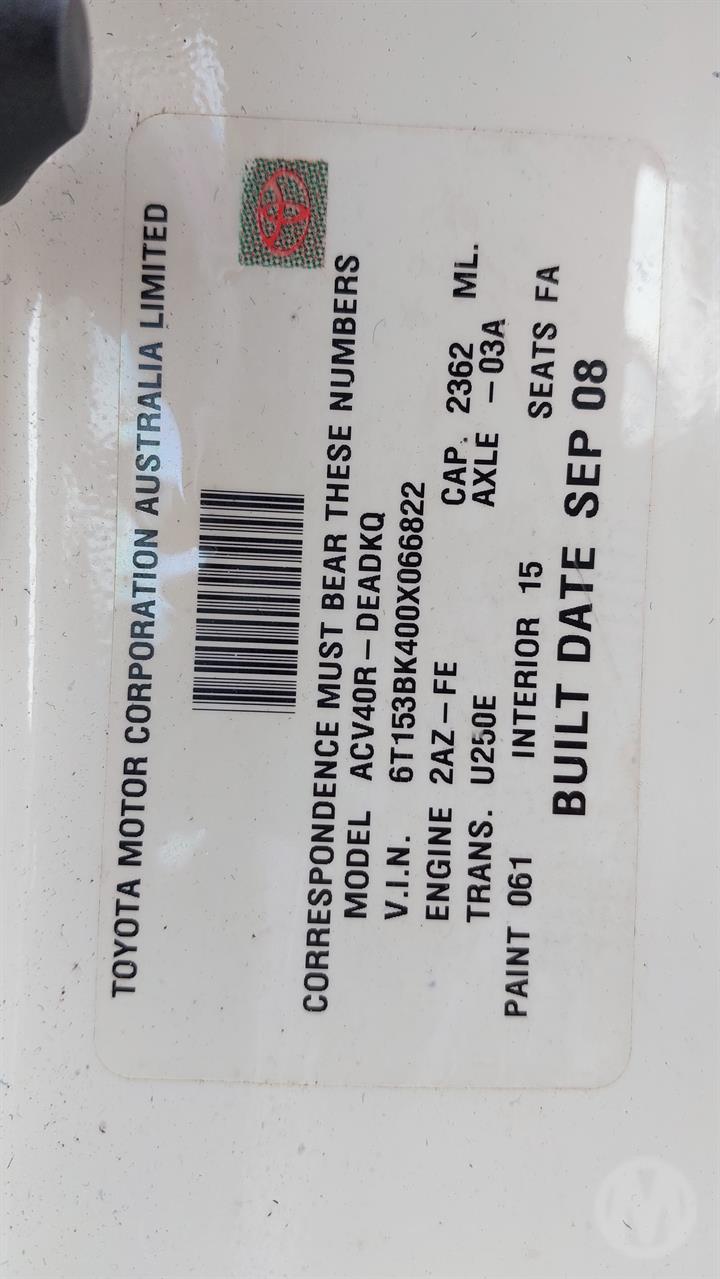 TOYOTA MOTOR CORPORATION AUSTRALIA LIMITED
CORRESPONDENCE MUST BEAR THESE NUMBERS
MODEL ACV40R-DEADKQ
V.I.N. 6T153BK400X066822
ENGINE 2AZ-FE CAP. 2362 ML.
TRANS. U250E AXLE -03A
PAINT 061 INTERIOR 15 SEATS FA
BUILT DATE SEP 08
M